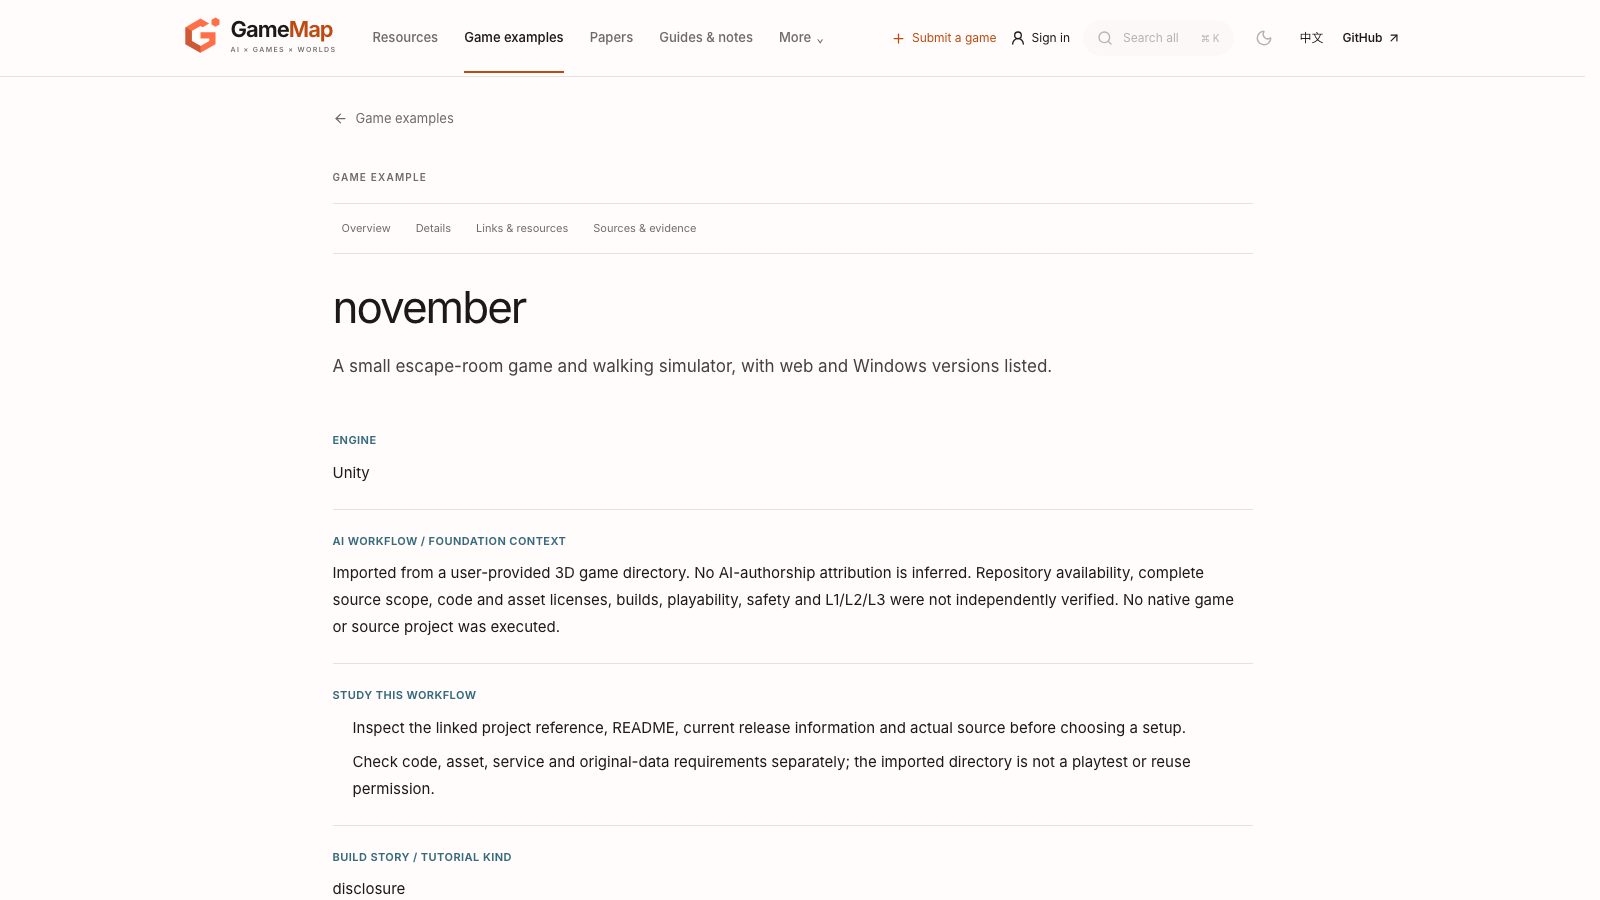 GameMap
AI × GAMES × WORLDS
Resources
Game examples
Papers
Guides & notes
More
Submit a game
Sign in
Search all
⌘ K
中文
GitHub
Game examples
GAME EXAMPLE
Overview
Details
Links & resources
Sources & evidence
november
A small escape-room game and walking simulator, with web and Windows versions listed.
ENGINE
Unity
AI WORKFLOW / FOUNDATION CONTEXT
Imported from a user-provided 3D game directory. No AI-authorship attribution is inferred. Repository availability, complete
source scope, code and asset licenses, builds, playability, safety and L1/L2/L3 were not independently verified. No native game
or source project was executed.
STUDY THIS WORKFLOW
Inspect the linked project reference, README, current release information and actual source before choosing a setup.
Check code, asset, service and original-data requirements separately; the imported directory is not a playtest or reuse
permission.
BUILD STORY / TUTORIAL KIND
disclosure